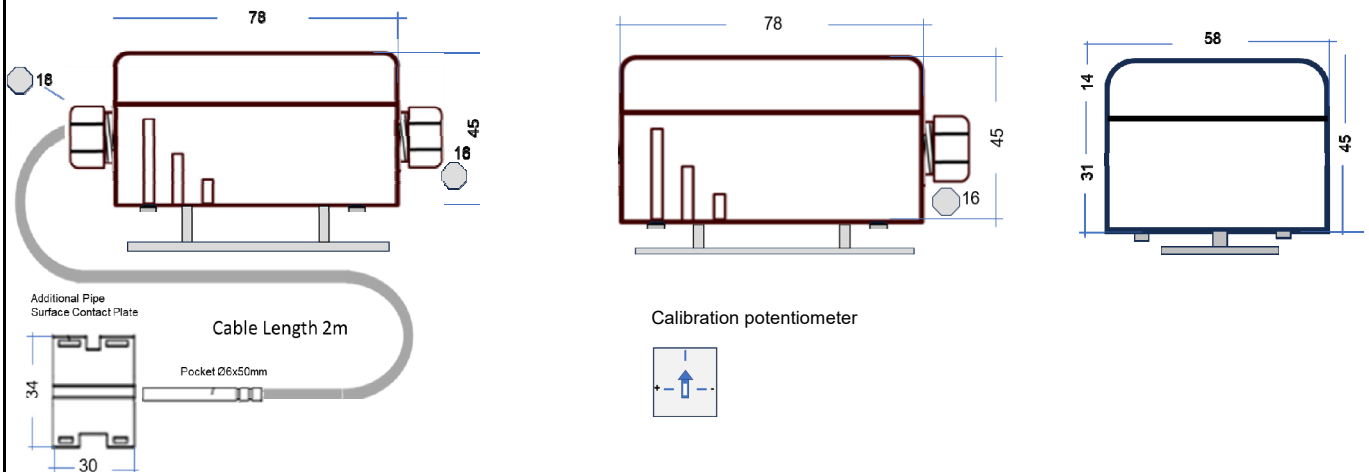 78
18
45
16
Additional Pipe
Surface Contact Plate
Cable Length 2m
Pocket Ø6x50mm
34
30
78
45
16
Calibration potentiometer
+ -
58
14
31
45